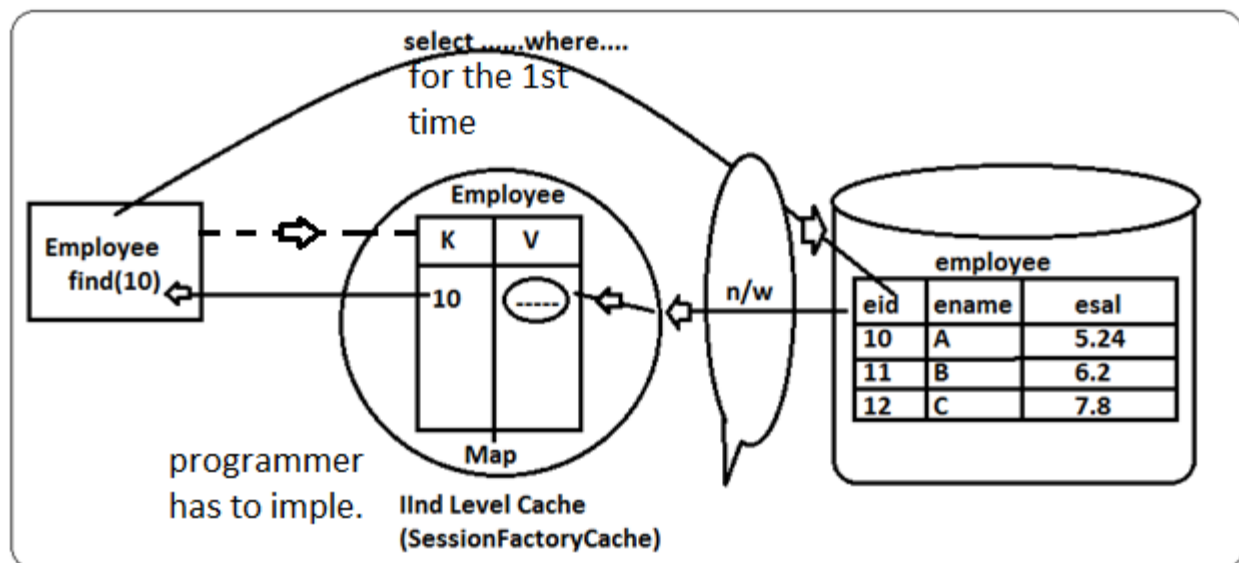 select ......where....
for the 1st
time
Employee
find(10)
Employee
K V
10 -----
Map
programmer
has to imple.
IInd Level Cache
(SessionFactoryCache)
n/w
employee
eid ename esal
10 A 5.24
11 B 6.2
12 C 7.8